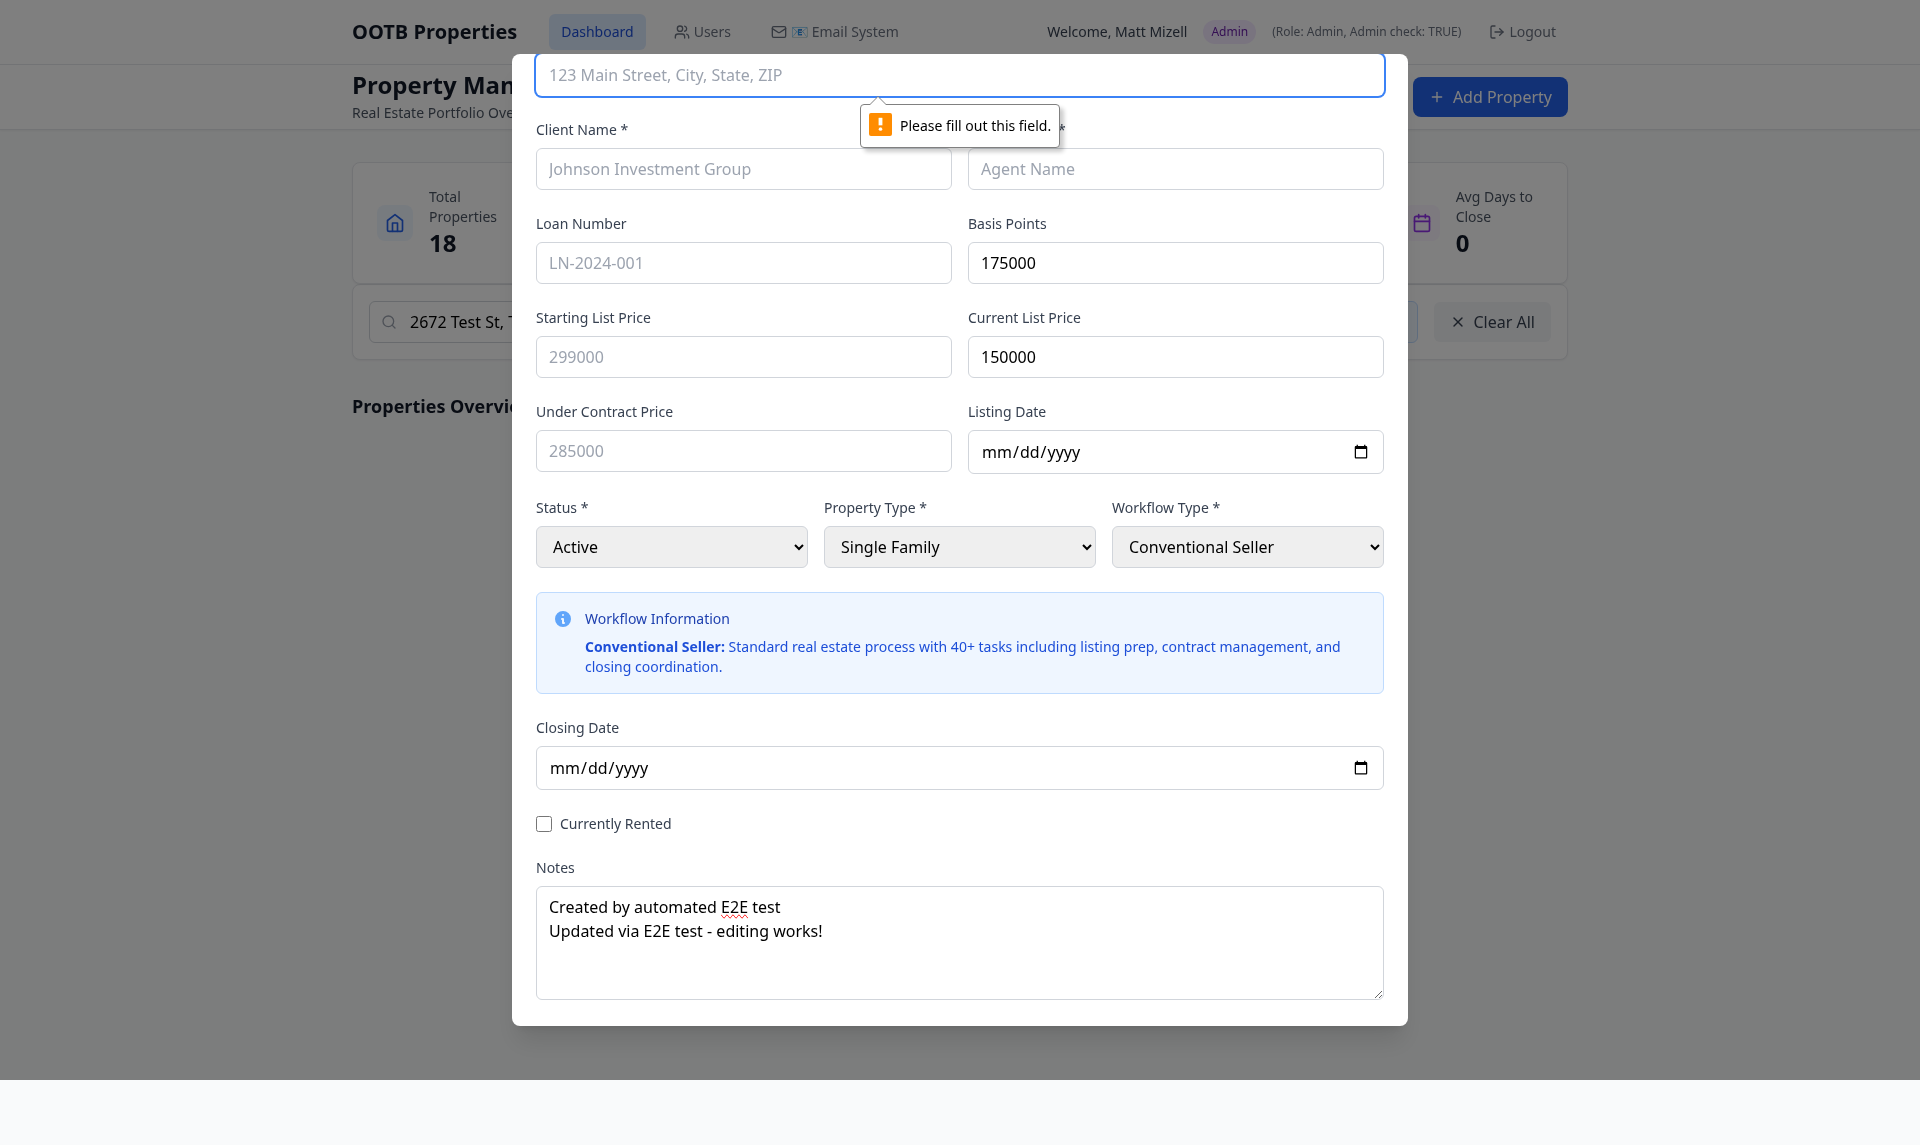 OOTB Properties
Dashboard
Users
📧 Email System
Welcome, Matt Mizell
Admin
(Role: Admin, Admin check: TRUE)
Logout
Property Man
Real Estate Portfolio Ove
+ Add Property
123 Main Street, City, State, ZIP
Please fill out this field.
Client Name *
*
Johnson Investment Group
Agent Name
Total
Properties
18
Avg Days to
Close
0
Loan Number
Basis Points
LN-2024-001
175000
2672 Test St, T
Clear All
Starting List Price
Current List Price
299000
150000
Properties Overvi
Under Contract Price
Listing Date
285000
mm/dd/yyyy
Status *
Property Type *
Workflow Type *
Active
Single Family
Conventional Seller
Workflow Information
Conventional Seller: Standard real estate process with 40+ tasks including listing prep, contract management, and
closing coordination.
Closing Date
mm/dd/yyyy
Currently Rented
Notes
Created by automated E2E test
Updated via E2E test - editing works!